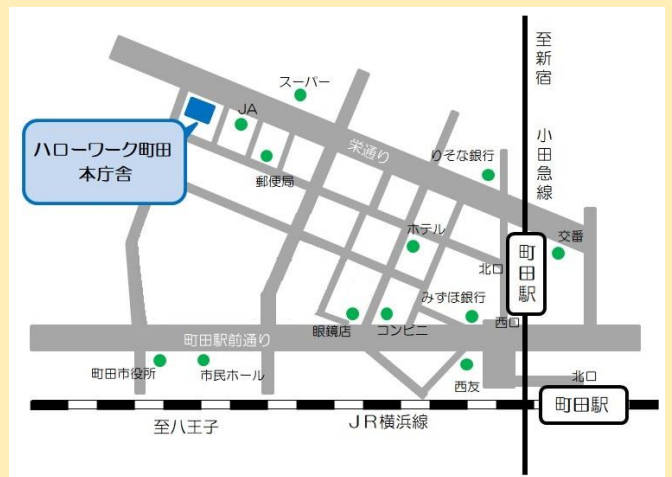 至新宿
小田急線
スーパー
JA
ハローワーク町田
本庁舎
郵便局
栄通り
りそな銀行
ホテル
交番
北口
町田駅
みずほ銀行
西口
眼鏡店
コンビニ
町田駅前通り
町田市役所
市民ホール
西友
北口
町田駅
至八王子
JR横浜線